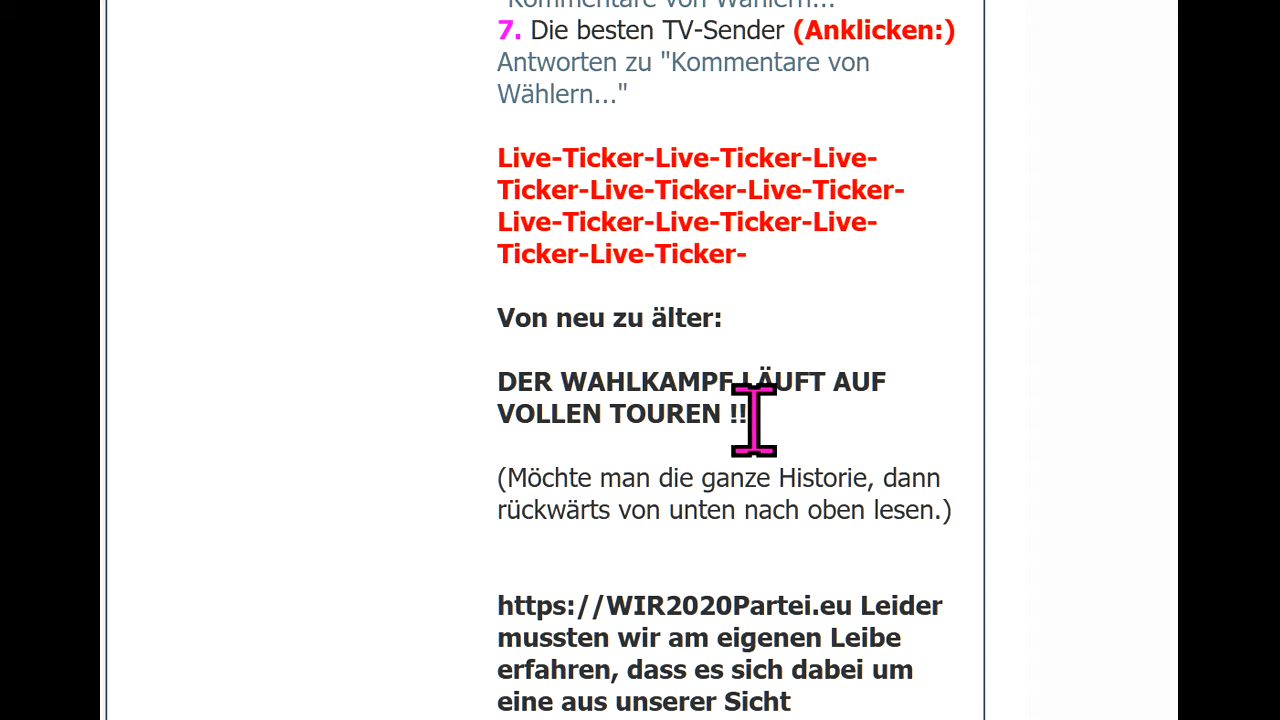 "Kommentare von Wählern..."
7. Die besten TV-Sender (Anklicken:)
Antworten zu "Kommentare von
Wählern..."
Live-Ticker-Live-Ticker-Live-
Ticker-Live-Ticker-Live-Ticker-
Live-Ticker-Live-Ticker-Live-
Ticker-Live-Ticker-
Von neu zu älter:
DER WAHLKAMPF LÄUFT AUF
VOLLEN TOUREN !!
(Möchte man die ganze Historie, dann
rückwärts von unten nach oben lesen.)
https://WIR2020Partei.eu Leider
mussten wir am eigenen Leibe
erfahren, dass es sich dabei um
eine aus unserer Sicht